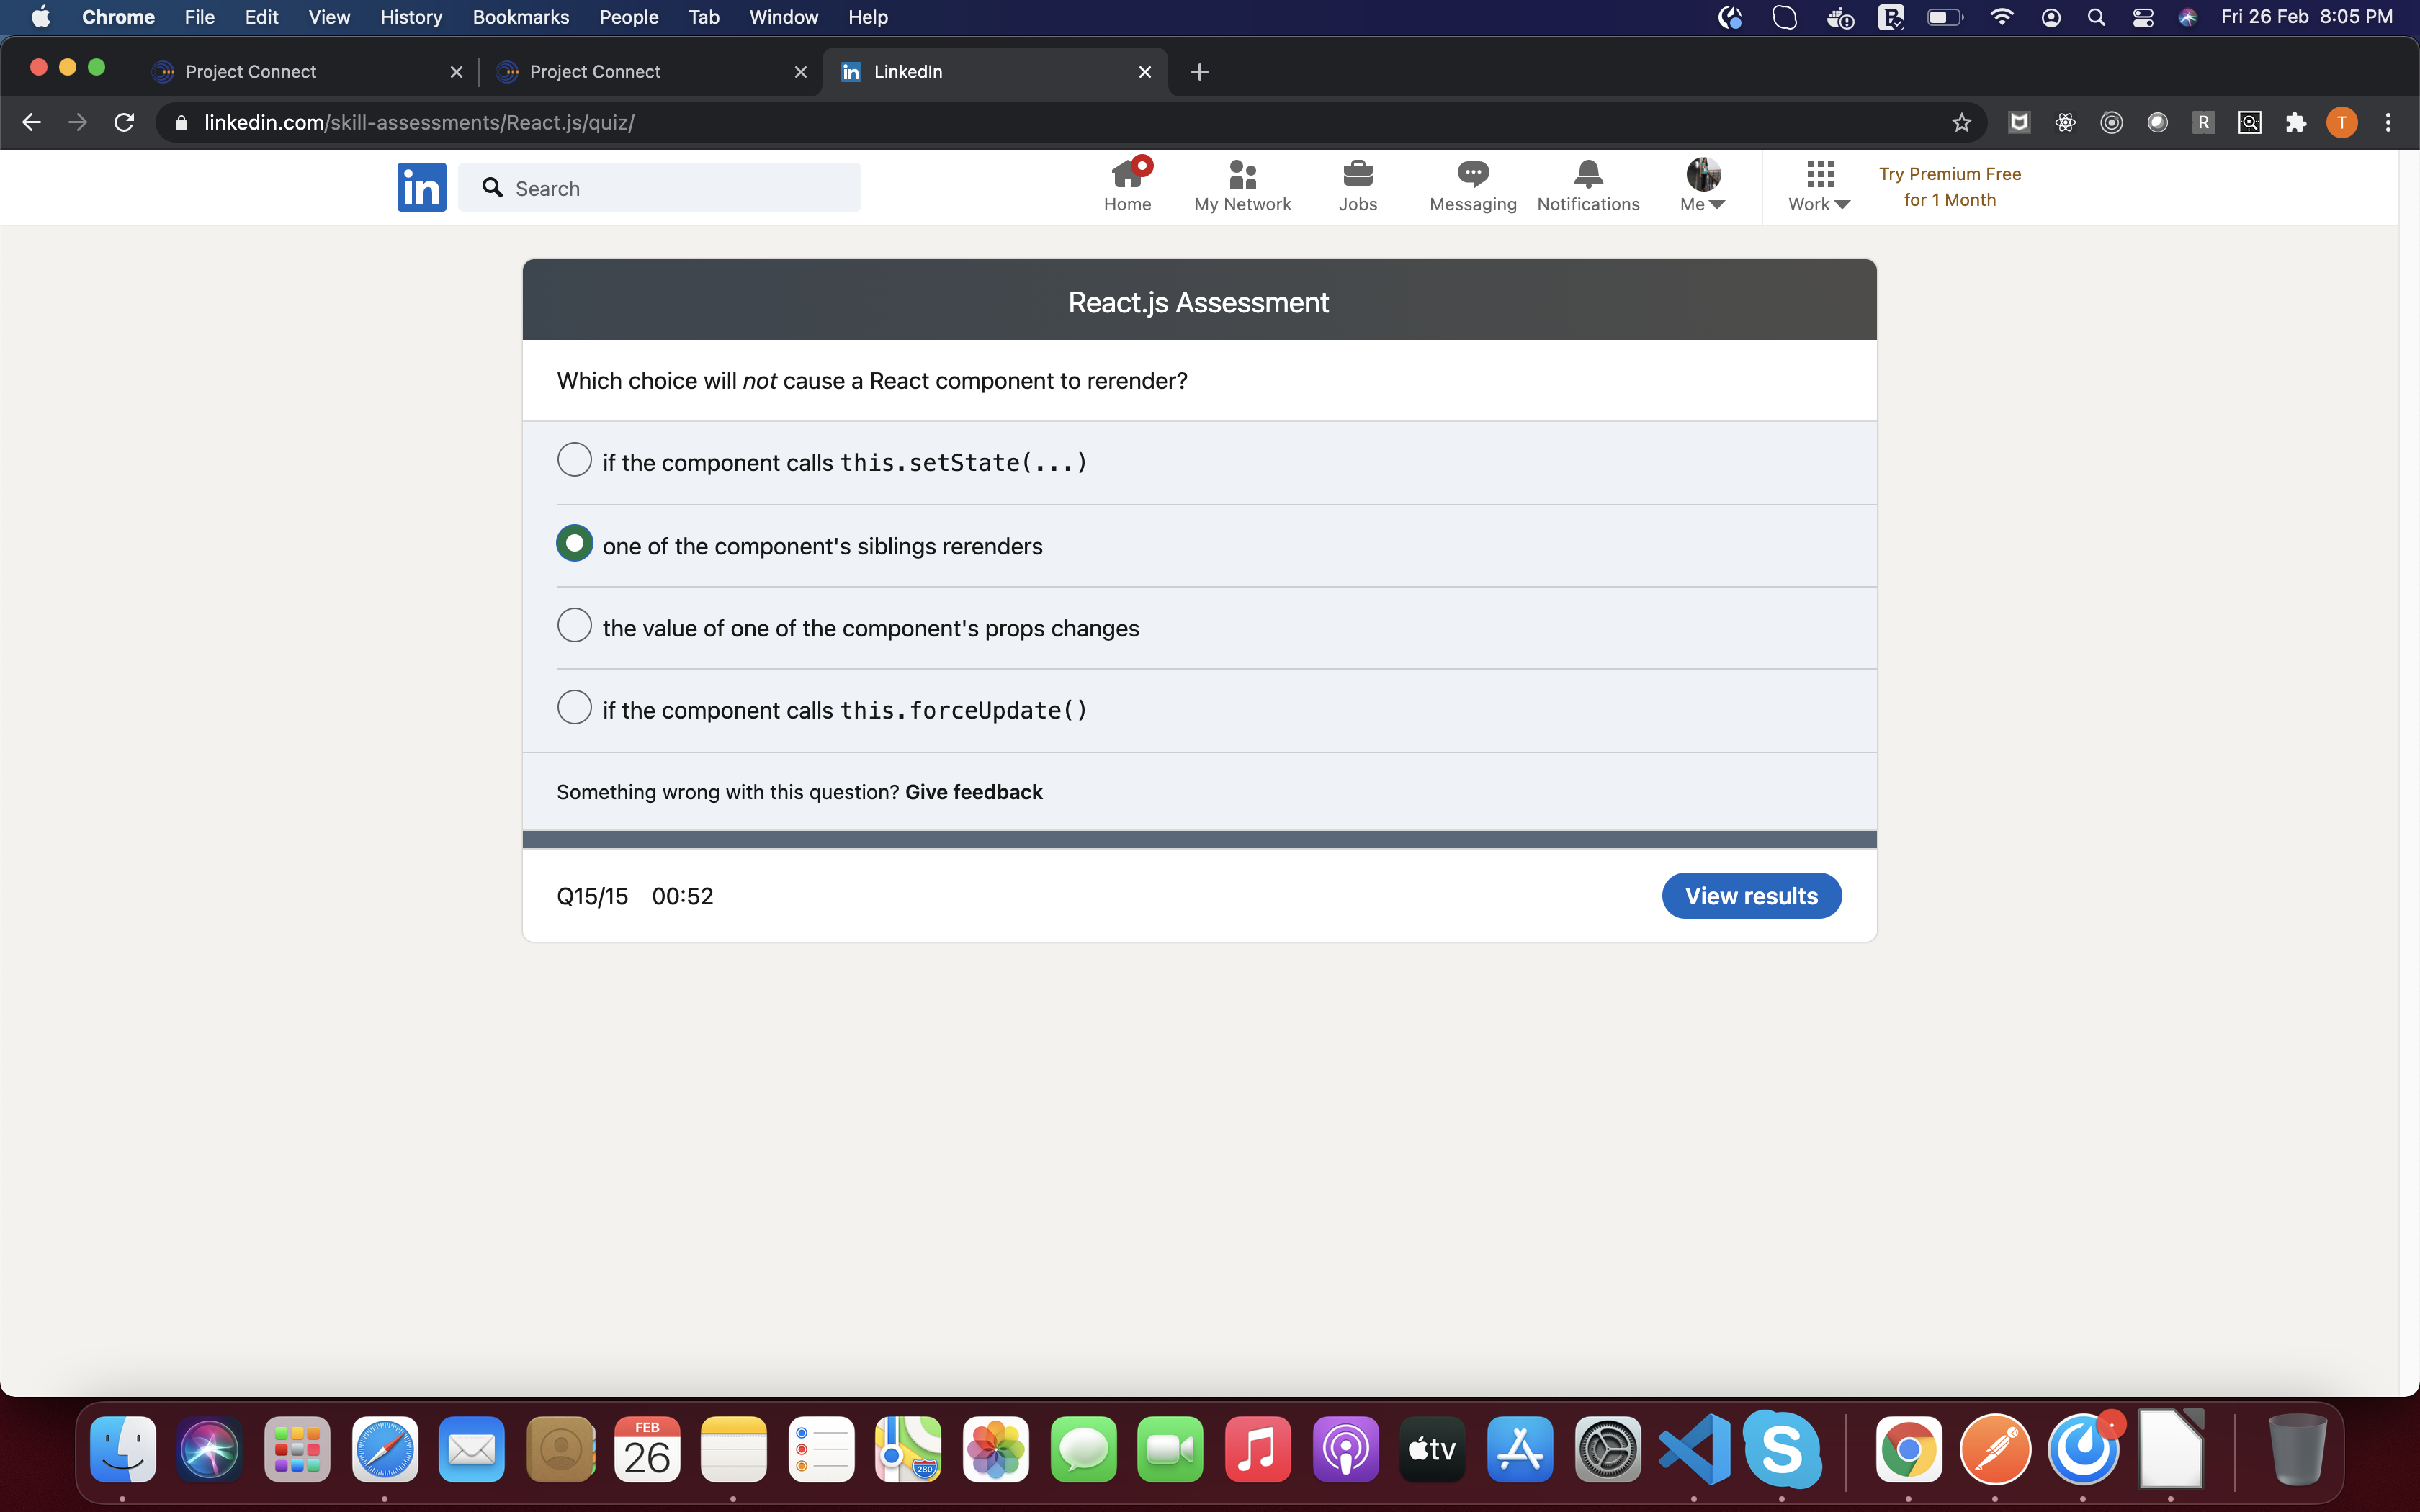 Chrome File Edit View History Bookmarks People Tab Window Help Fri 26 Feb 8:05 PM
Project Connect Project Connect in LinkedIn
linkedin.com/skill-assessments/React.js/quiz/ R T
in Search Home My Network Jobs Messaging Notifications Me Work Try Premium Free
for 1 Month
React.js Assessment
Which choice will not cause a React component to rerender?
if the component calls this.setState(...)
one of the component's siblings rerenders
the value of one of the component's props changes
if the component calls this.forceUpdate()
Something wrong with this question? Give feedback
Q15/15 00:52 View results
FEB
26 280 tv S